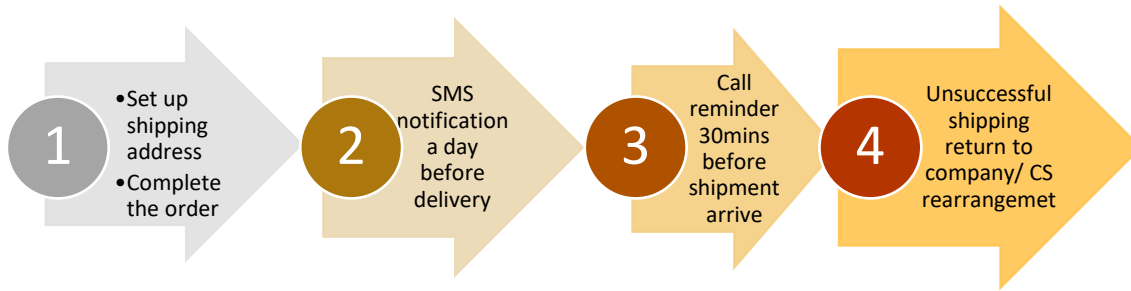 1
•Set up
shipping
address
•Complete
the order
2
SMS
notification
a day
before
delivery
3
Call
reminder
30mins
before
shipment
arrive
4
Unsuccessful
shipping
return to
company/ CS
rearrangemet